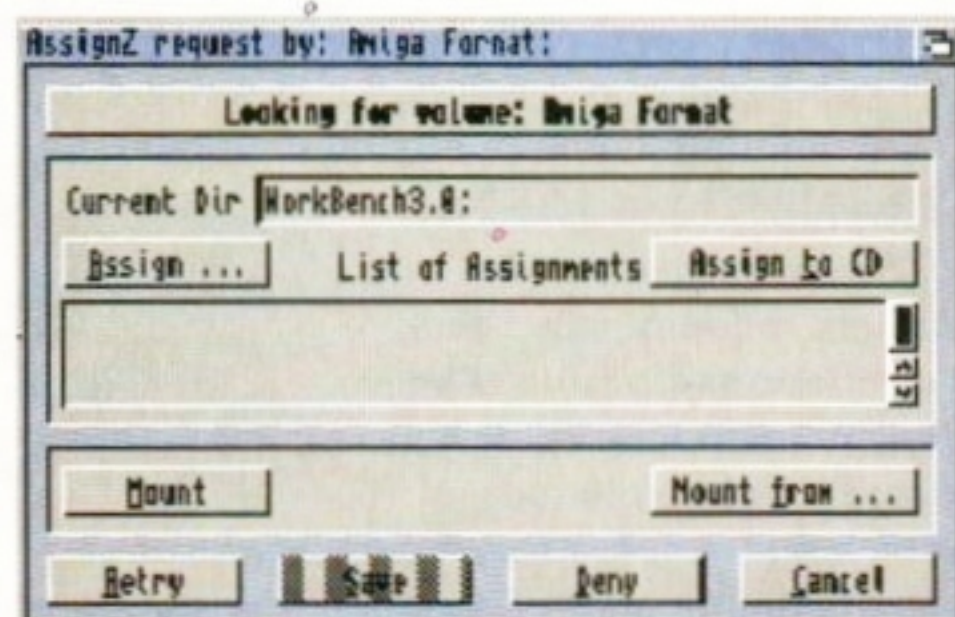 AssignZ request by: Amiga Format:
Looking for volume: Amiga Format
Current Dir WorkBench3.0:
Assign ... List of Assignments Assign to CD
Mount Mount from ...
Retry Save Deny Cancel